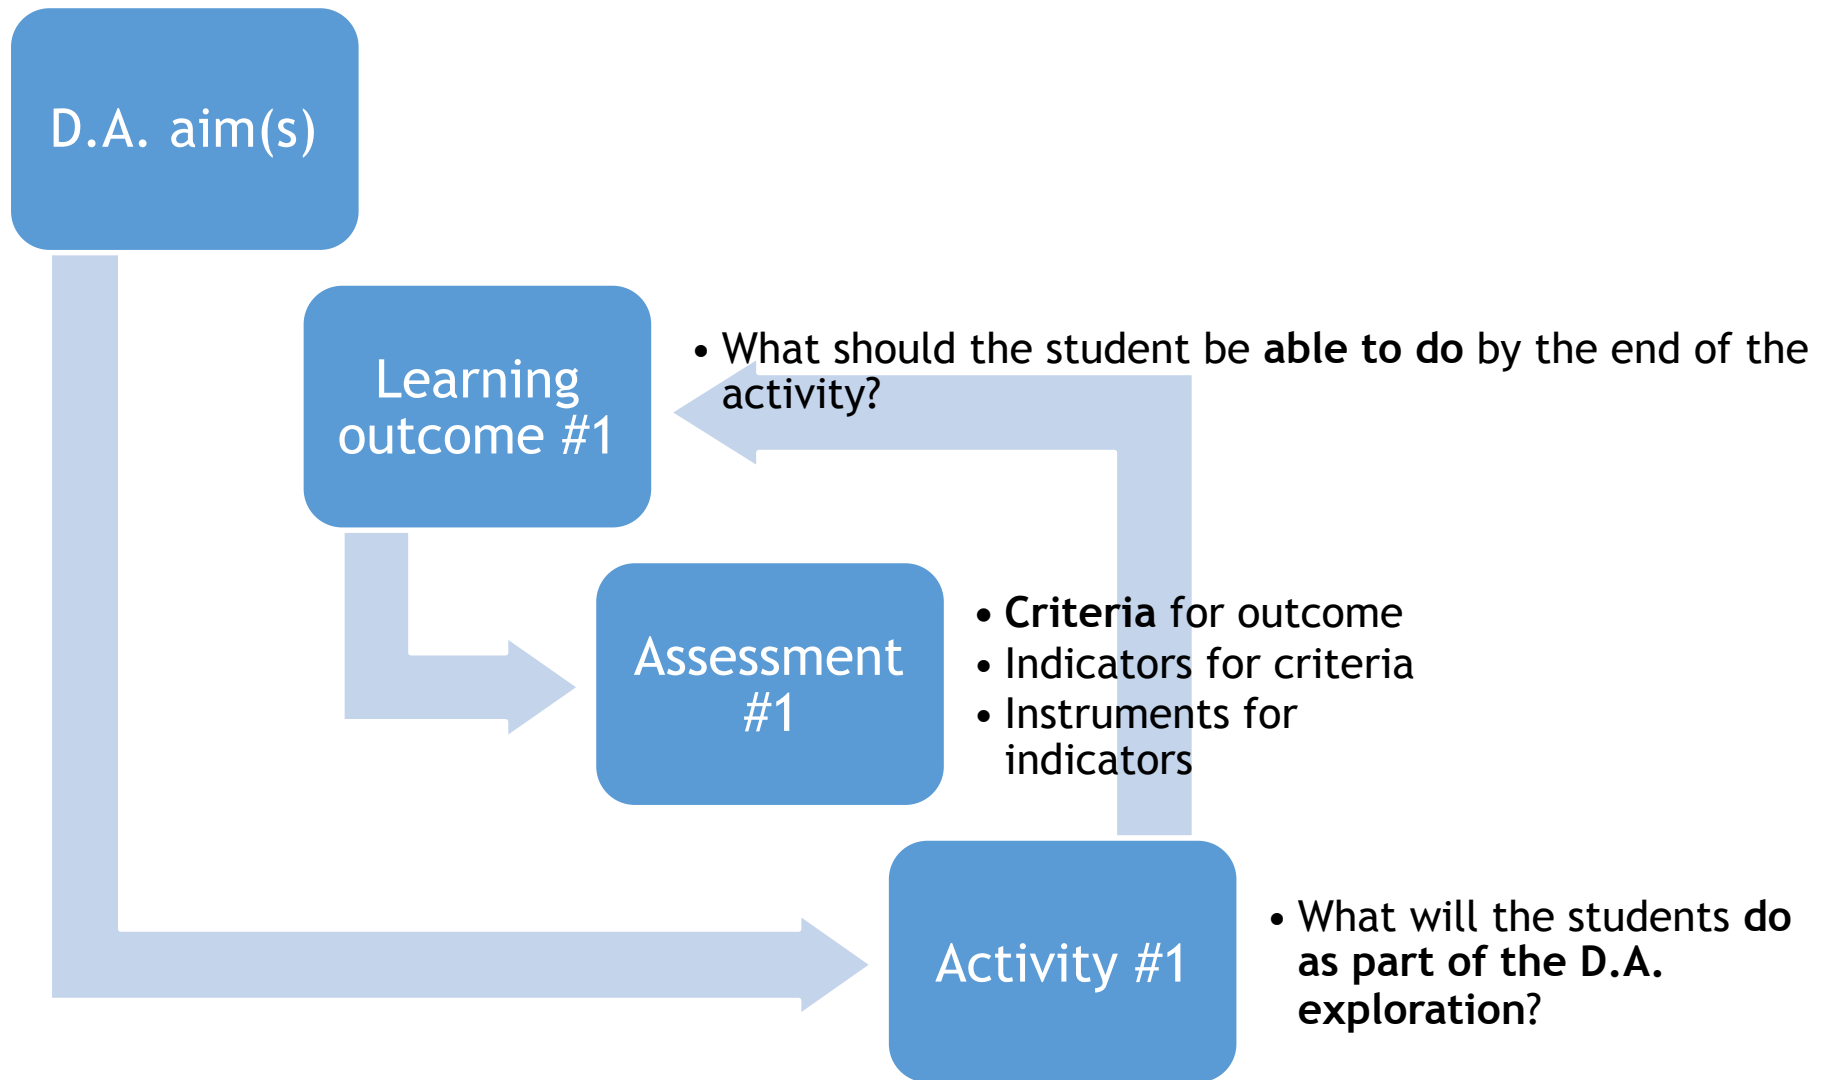 D.A. aim(s)
Learning
outcome #1
• What should the student be able to do by the end of the
activity?
Assessment
#1
• Criteria for outcome
• Indicators for criteria
• Instruments for
indicators
Activity #1
• What will the students do
as part of the D.A.
exploration?